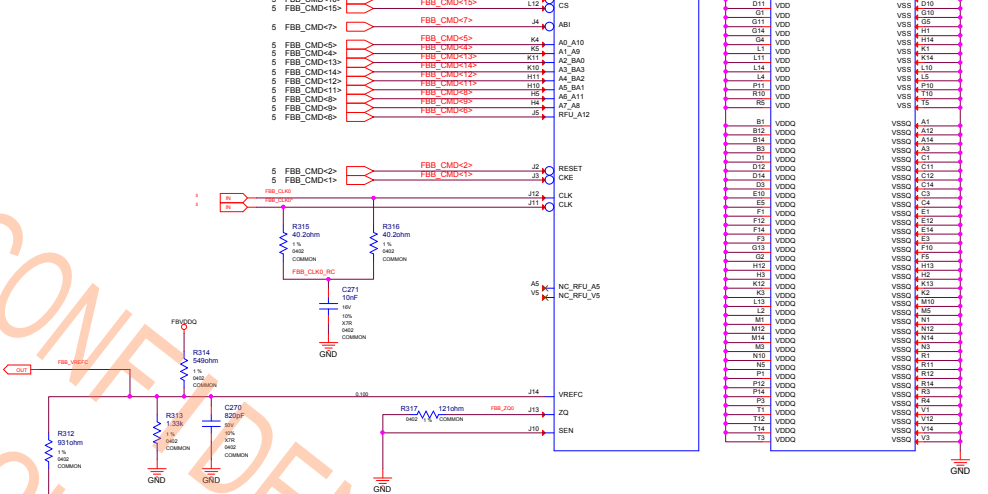 5 FBB_CMD<15> FBB_CMD<15> L12 CS
5 FBB_CMD<7> FBB_CMD<7> J4 ABI
5 FBB_CMD<5> FBB_CMD<5> K4 A0_A10
5 FBB_CMD<4> FBB_CMD<4> K5 A1_A9
5 FBB_CMD<13> FBB_CMD<13> K11 A2_BA0
5 FBB_CMD<14> FBB_CMD<14> K10 A3_BA3
5 FBB_CMD<12> FBB_CMD<12> H11 A4_BA2
5 FBB_CMD<11> FBB_CMD<11> H10 A5_BA1
5 FBB_CMD<8> FBB_CMD<8> H5 A6_A11
5 FBB_CMD<9> FBB_CMD<9> H4 A7_A8
5 FBB_CMD<6> FBB_CMD<6> J5 RFU_A12
5 FBB_CMD<2> FBB_CMD<2> J2 RESET
5 FBB_CMD<1> FBB_CMD<1> J3 CKE
IN FBB_CLK0 J12 CLK
IN FBB_CLK0* J11 CLK
R315
40.2ohm
1 %
0402
COMMON
R316
40.2ohm
1 %
0402
COMMON
FBB_CLK0_RC
C271
10nF
16V
10%
X7R
0402
COMMON
GND
A5 NC_RFU_A5
V5 NC_RFU_V5
FBVDDQ
R314
549ohm
1 %
0402
COMMON
OUT FBB_VREFC
0.100 J14 VREFC
R312
931ohm
1 %
0402
COMMON
R313
1.33k
1 %
0402
COMMON
GND
C270
820pF
50V
10%
X7R
0402
COMMON
GND
R317 121ohm FBB_ZQ6 J13 ZQ
0402 1 % COMMON
J10 SEN
GND
D11 VDD
G1 VDD
G11 VDD
G14 VDD
G4 VDD
L1 VDD
L11 VDD
L14 VDD
L4 VDD
P11 VDD
R10 VDD
R5 VDD
B1 VDDQ
B12 VDDQ
B14 VDDQ
B3 VDDQ
D1 VDDQ
D12 VDDQ
D14 VDDQ
D3 VDDQ
E10 VDDQ
E5 VDDQ
F1 VDDQ
F12 VDDQ
F14 VDDQ
F3 VDDQ
G13 VDDQ
G2 VDDQ
H12 VDDQ
H3 VDDQ
K12 VDDQ
K3 VDDQ
L13 VDDQ
L2 VDDQ
M1 VDDQ
M12 VDDQ
M14 VDDQ
M3 VDDQ
N10 VDDQ
N5 VDDQ
P1 VDDQ
P12 VDDQ
P14 VDDQ
P3 VDDQ
T1 VDDQ
T12 VDDQ
T14 VDDQ
T3 VDDQ
VSS D10
VSS G10
VSS G5
VSS H1
VSS H14
VSS K1
VSS K14
VSS L10
VSS L5
VSS P10
VSS T10
VSS T5
VSSQ A1
VSSQ A12
VSSQ A14
VSSQ A3
VSSQ C1
VSSQ C11
VSSQ C12
VSSQ C14
VSSQ C3
VSSQ C4
VSSQ E1
VSSQ E12
VSSQ E14
VSSQ E3
VSSQ F10
VSSQ F5
VSSQ H13
VSSQ H2
VSSQ K13
VSSQ K2
VSSQ M10
VSSQ M5
VSSQ N1
VSSQ N12
VSSQ N14
VSSQ N3
VSSQ R1
VSSQ R11
VSSQ R12
VSSQ R14
VSSQ R3
VSSQ R4
VSSQ V1
VSSQ V12
VSSQ V14
VSSQ V3
GND
CONFIDEN